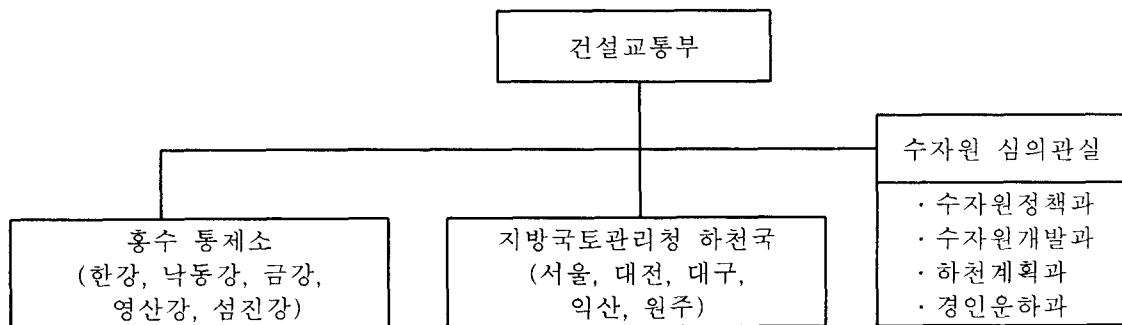 건설교통부
수자원 심의관실
· 수자원정책과
· 수자원개발과
· 하천계획과
· 경인운하과
홍수 통제소
(한강, 낙동강, 금강,
영산강, 섬진강)
지방국토관리청 하천국
(서울, 대전, 대구,
익산, 원주)